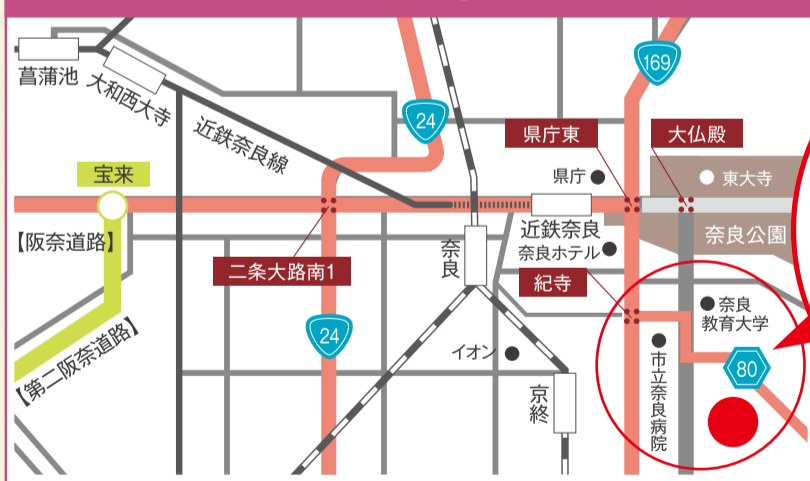 菖蒲池
大和西大寺
近鉄奈良線
24
169
県庁東
大仏殿
宝来
県庁
東大寺
【阪奈道路】
近鉄奈良
奈良公園
奈良ホテル
奈良
二条大路南1
紀寺
【第二阪奈道路】
24
イオン
京終
奈良
教育大学
市立奈良病院
80